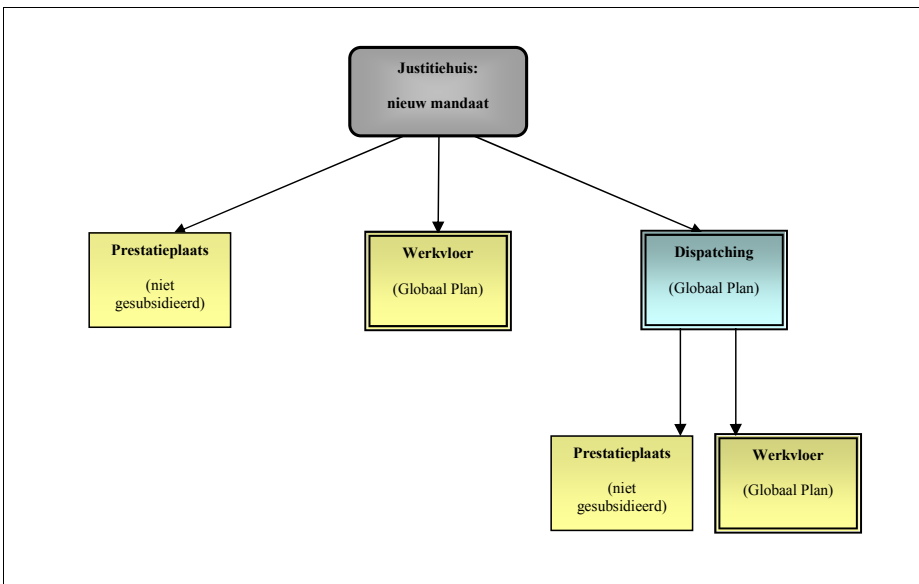 Justitiehuis:
nieuw mandaat
Prestatieplaats
(niet
gesubsidieerd)
Werkvloer
(Globaal Plan)
Dispatching
(Globaal Plan)
Prestatieplaats
(niet
gesubsidieerd)
Werkvloer
(Globaal Plan)